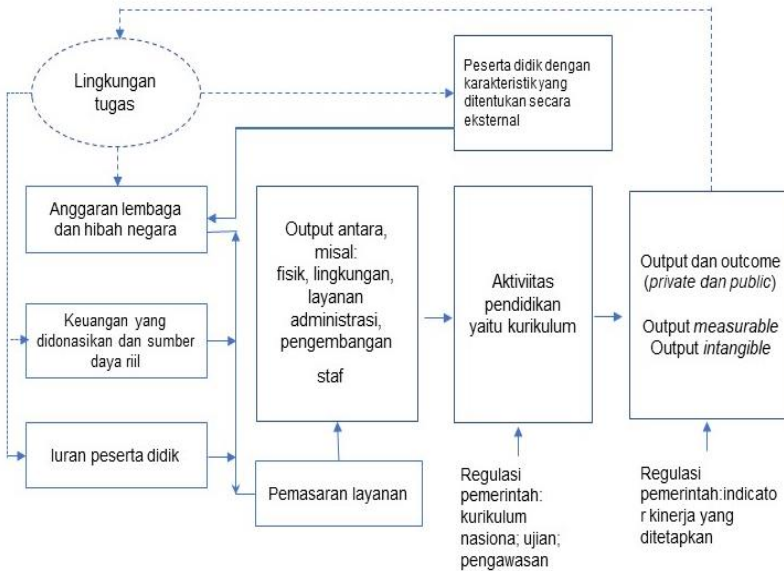 Lingkungan
tugas
Peserta didik dengan
karakteristik yang
ditentukan secara
eksternal
Anggaran lembaga
dan hibah negara
Output antara,
misal:
fisik, lingkungan,
layanan
administrasi,
pengembangan
staf
Aktiviitas
pendidikan
yaitu kurikulum
Output dan outcome
(private dan public)
Output measurable
Output intangible
Keuangan yang
didonasikan dan sumber
daya riil
Iuran peserta didik
Pemasaran layanan
Regulasi
pemerintah:
kurikulum
nasiona; ujian;
pengawasan
Regulasi
pemerintah:indicato
r kinerja yang
ditetapkan